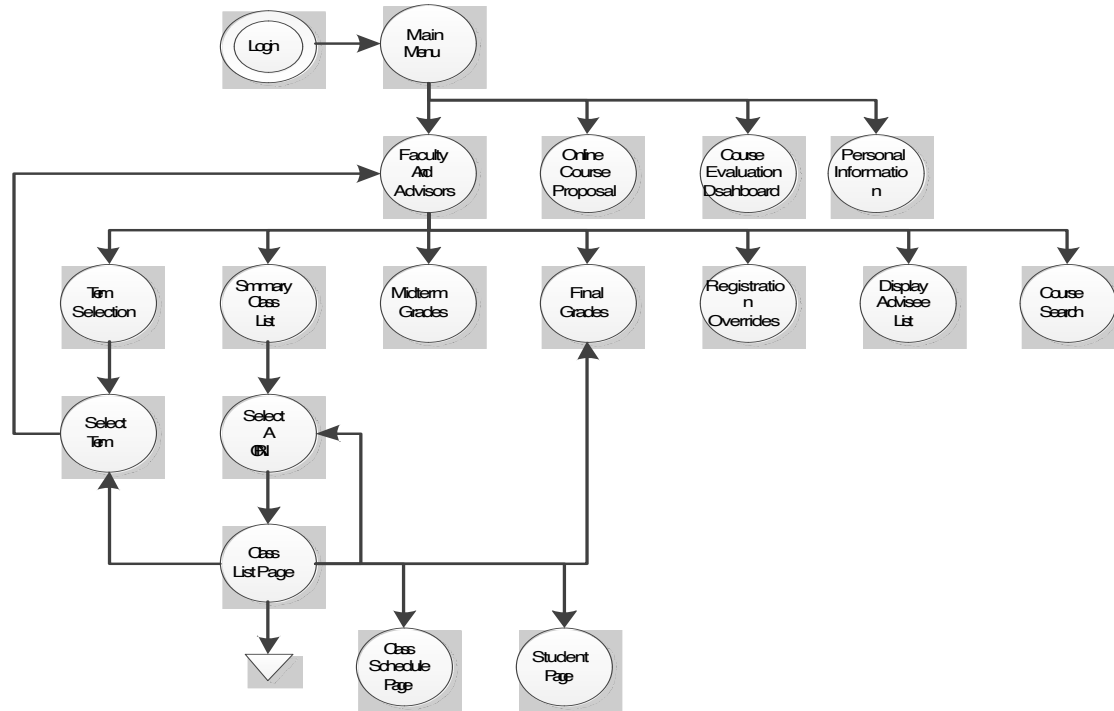 Login
Main
Menu
Faculty
And
Advisors
Online
Course
Proposal
Course
Evaluation
Dsahboard
Personal
Informatio
n
Term
Selection
Smmary
Class
List
Midterm
Grades
Final
Grades
Registratio
n
Overrides
Display
Advisee
List
Course
Search
Select
Term
Select
A
Class
List Page
Class
Schedule
Page
Student
Page